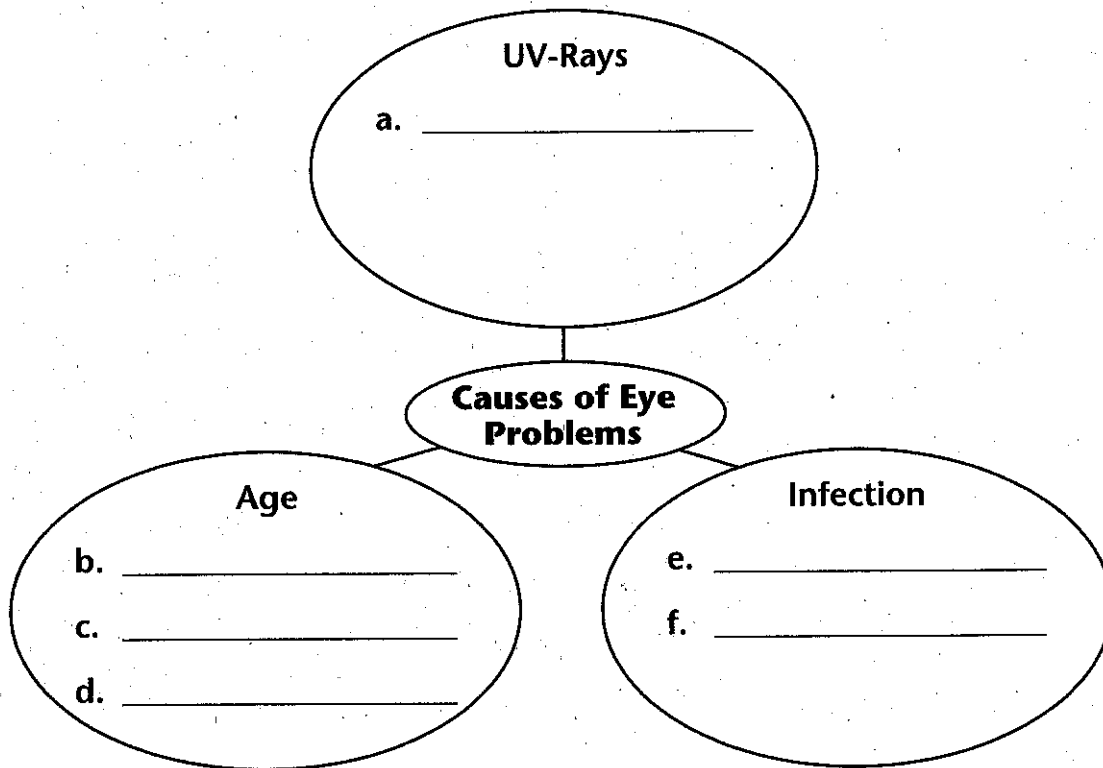 UV-Rays
a.
Causes of Eye
Problems
Age
b.
c.
d.
Infection
e.
f.